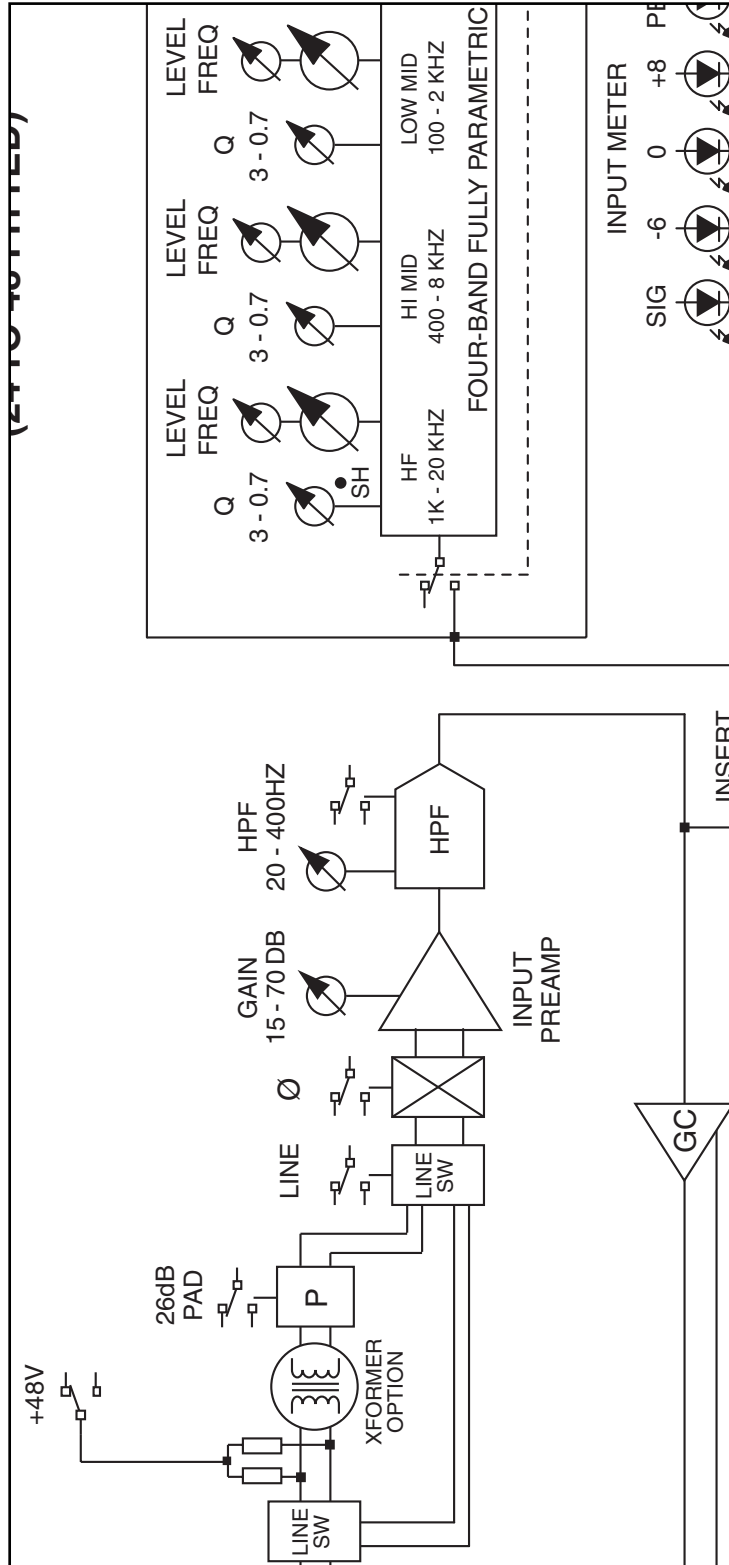 +48V
LINE
SW
XFORMER
OPTION
26dB
PAD
P
LINE
LINE
SW
Ø
GAIN
15 - 70 DB
INPUT
PREAMP
HPF
20 - 400HZ
HPF
GC
INSERT
Q
3 - 0.7
SH
LEVEL
FREQ
HF
1K - 20 KHZ
Q
3 - 0.7
LEVEL
FREQ
HI MID
400 - 8 KHZ
Q
3 - 0.7
LEVEL
FREQ
LOW MID
100 - 2 KHZ
FOUR-BAND FULLY PARAMETRIC
INPUT METER
SIG
-6
0
+8